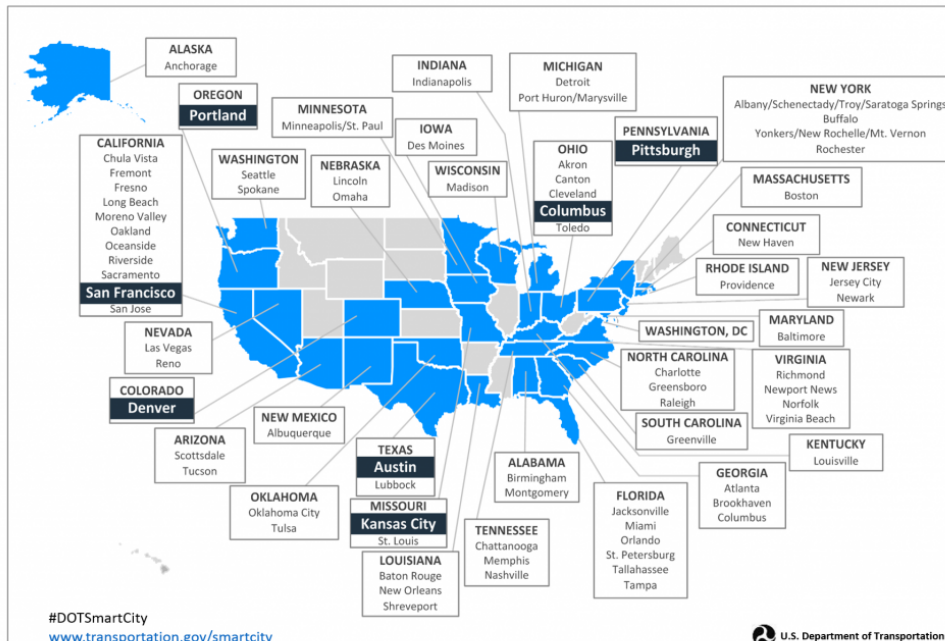 ALASKA
Anchorage
OREGON
Portland
CALIFORNIA
Chula Vista
Fremont
Fresno
Long Beach
Moreno Valley
Oakland
Oceanside
Riverside
Sacramento
San Francisco
San Jose
WASHINGTON
Seattle
Spokane
MINNESOTA
Minneapolis/St. Paul
NEBRASKA
Lincoln
Omaha
IOWA
Des Moines
INDIANA
Indianapolis
WISCONSIN
Madison
MICHIGAN
Detroit
Port Huron/Marysville
OHIO
Akron
Canton
Cleveland
Columbus
Toledo
PENNSYLVANIA
Pittsburgh
NEW YORK
Albany/Schenectady/Troy/Saratoga Springs
Buffalo
Yonkers/New Rochelle/Mt. Vernon
Rochester
MASSACHUSETTS
Boston
CONNECTICUT
New Haven
RHODE ISLAND
Providence
NEW JERSEY
Jersey City
Newark
WASHINGTON, DC
MARYLAND
Baltimore
NEVADA
Las Vegas
Reno
COLORADO
Denver
ARIZONA
Scottsdale
Tucson
NEW MEXICO
Albuquerque
OKLAHOMA
Oklahoma City
Tulsa
TEXAS
Austin
Lubbock
MISSOURI
Kansas City
St. Louis
LOUISIANA
Baton Rouge
New Orleans
Shreveport
TENNESSEE
Chattanooga
Memphis
Nashville
ALABAMA
Birmingham
Montgomery
NORTH CAROLINA
Charlotte
Greensboro
Raleigh
VIRGINIA
Richmond
Newport News
Norfolk
Virginia Beach
SOUTH CAROLINA
Greenville
KENTUCKY
Louisville
GEORGIA
Atlanta
Brookhaven
Columbus
FLORIDA
Jacksonville
Miami
Orlando
St. Petersburg
Tallahassee
Tampa
#DOTSmartCity
www.transportation.gov/smartcity
U.S. Department of Transportation